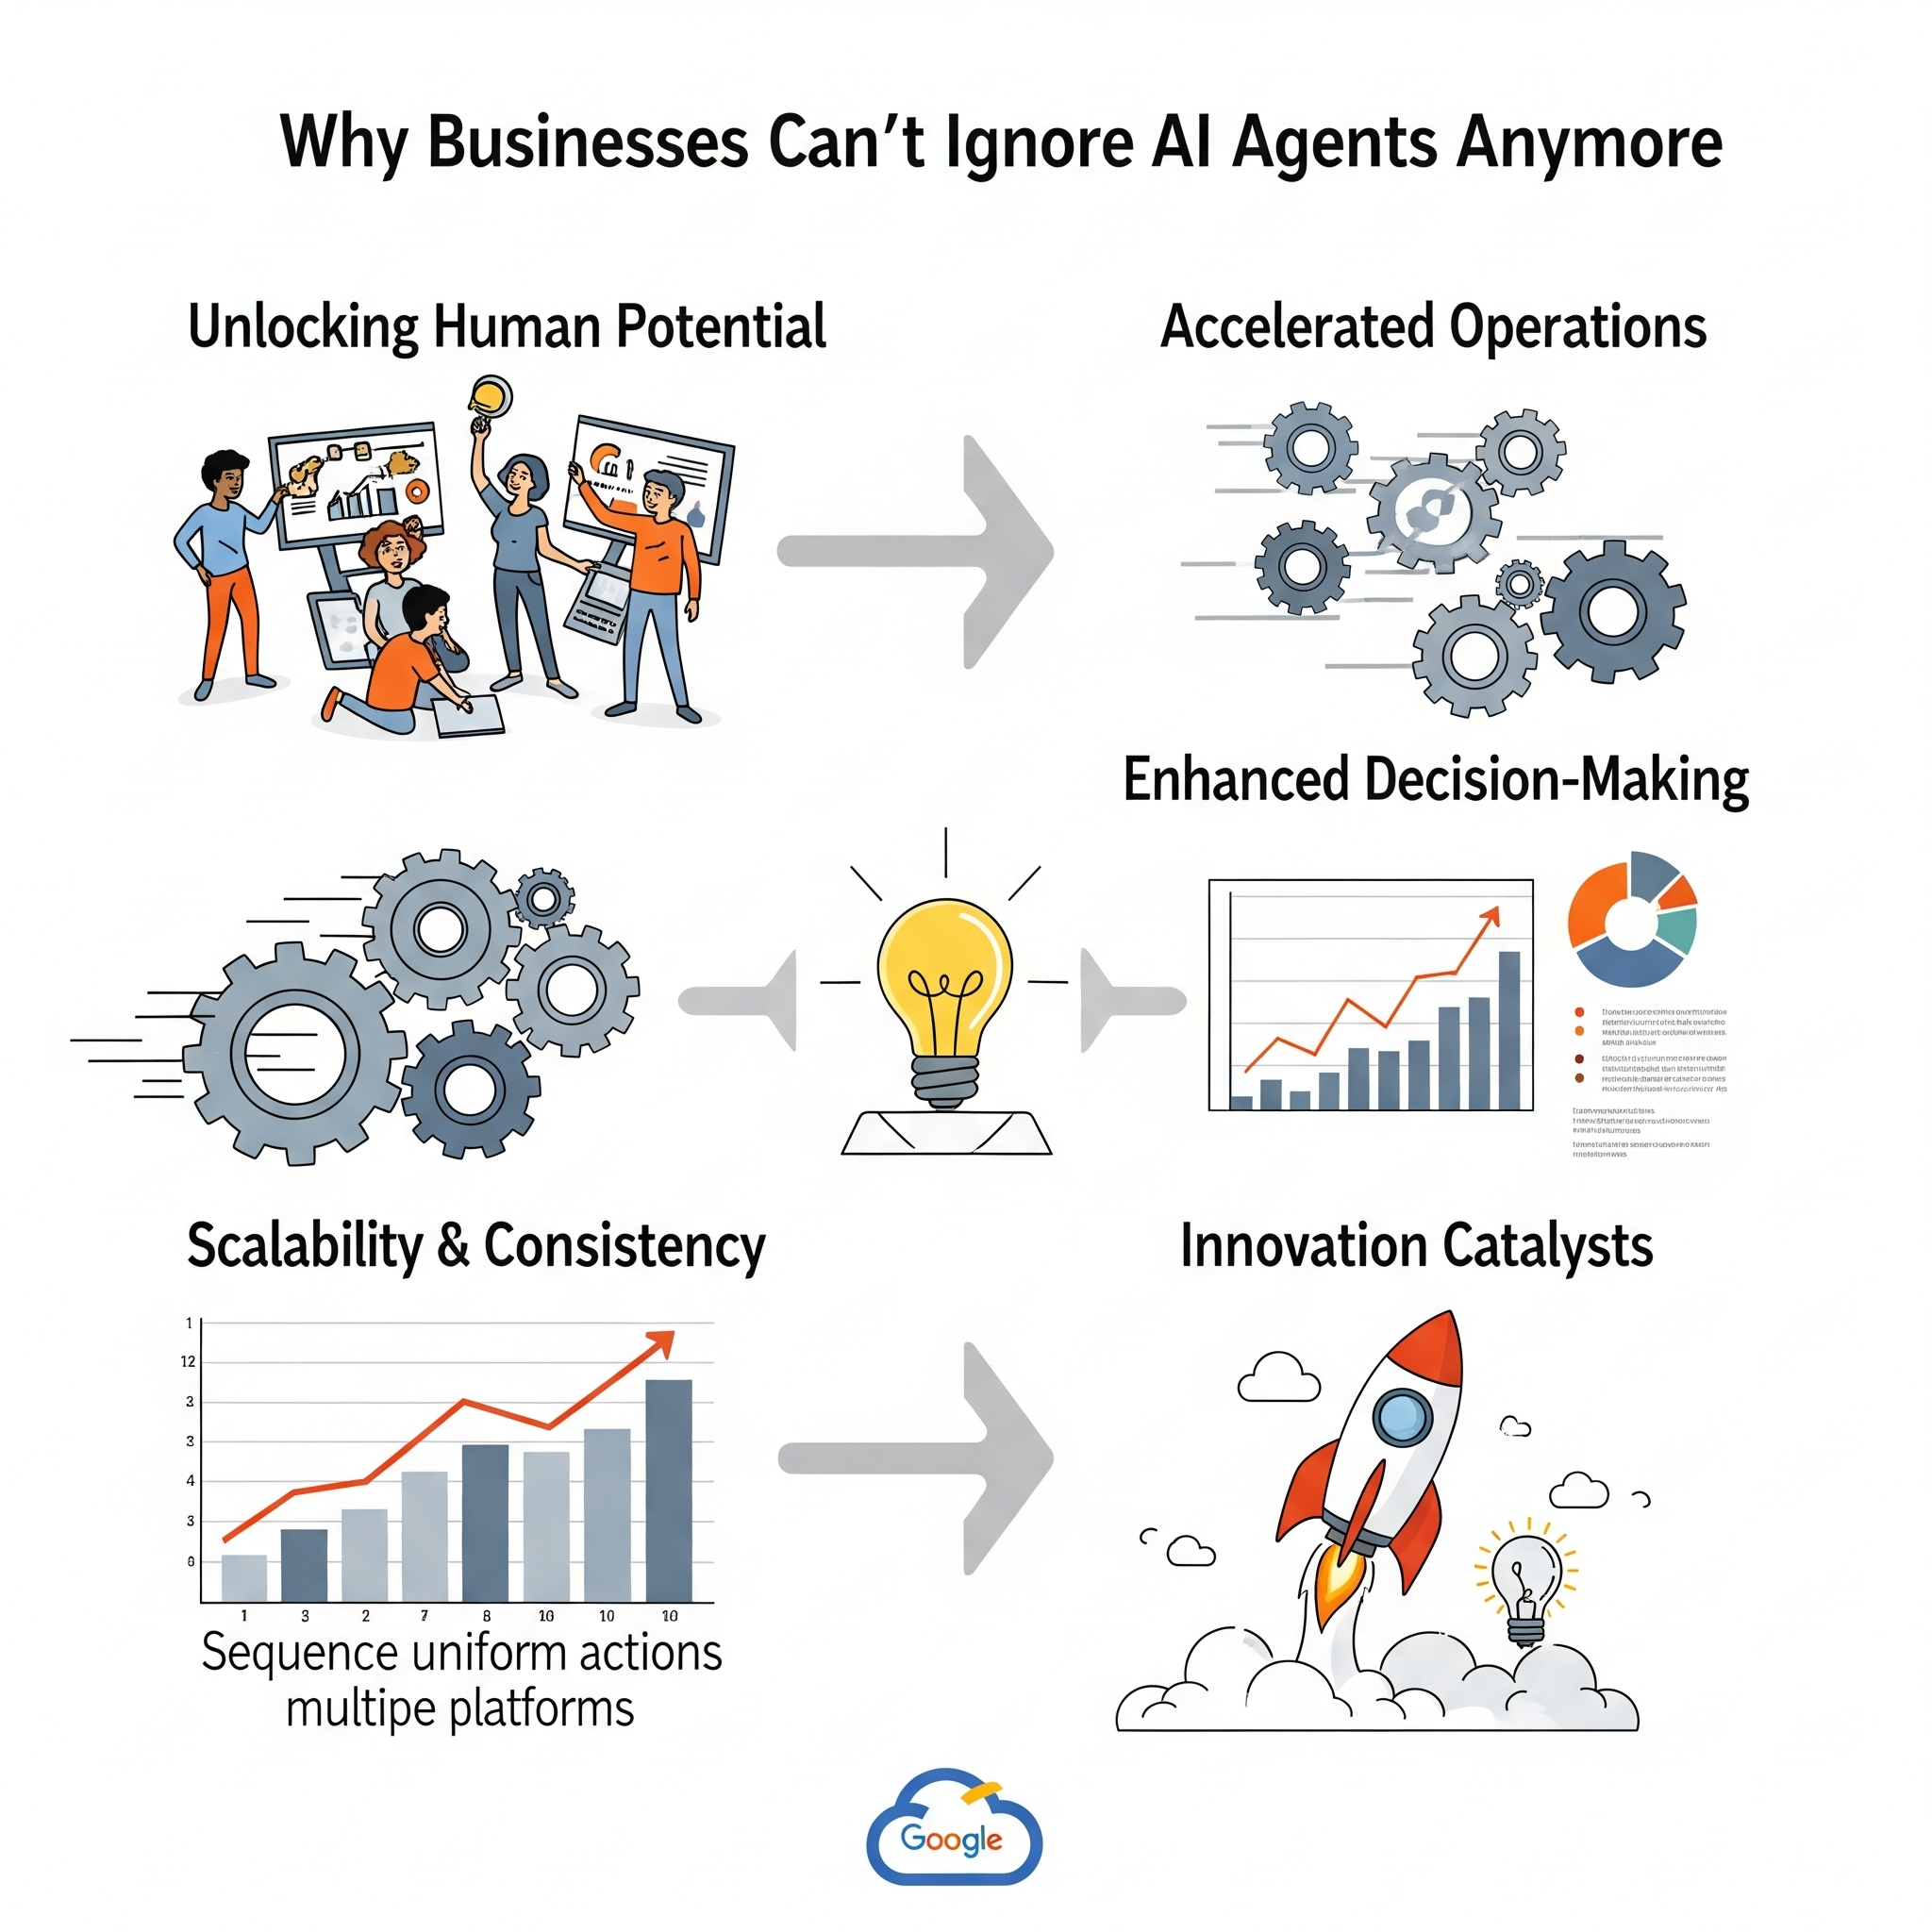 Why Businesses Can't Ignore AI Agents Anymore
Unlocking Human Potential
Accelerated Operations
Enhanced Decision-Making
Scalability & Consistency
Innovation Catalysts
1
12
3
4
3
0
1 3 2 7 8 10 10 10
Sequence uniform actions
multipe platforms
Google